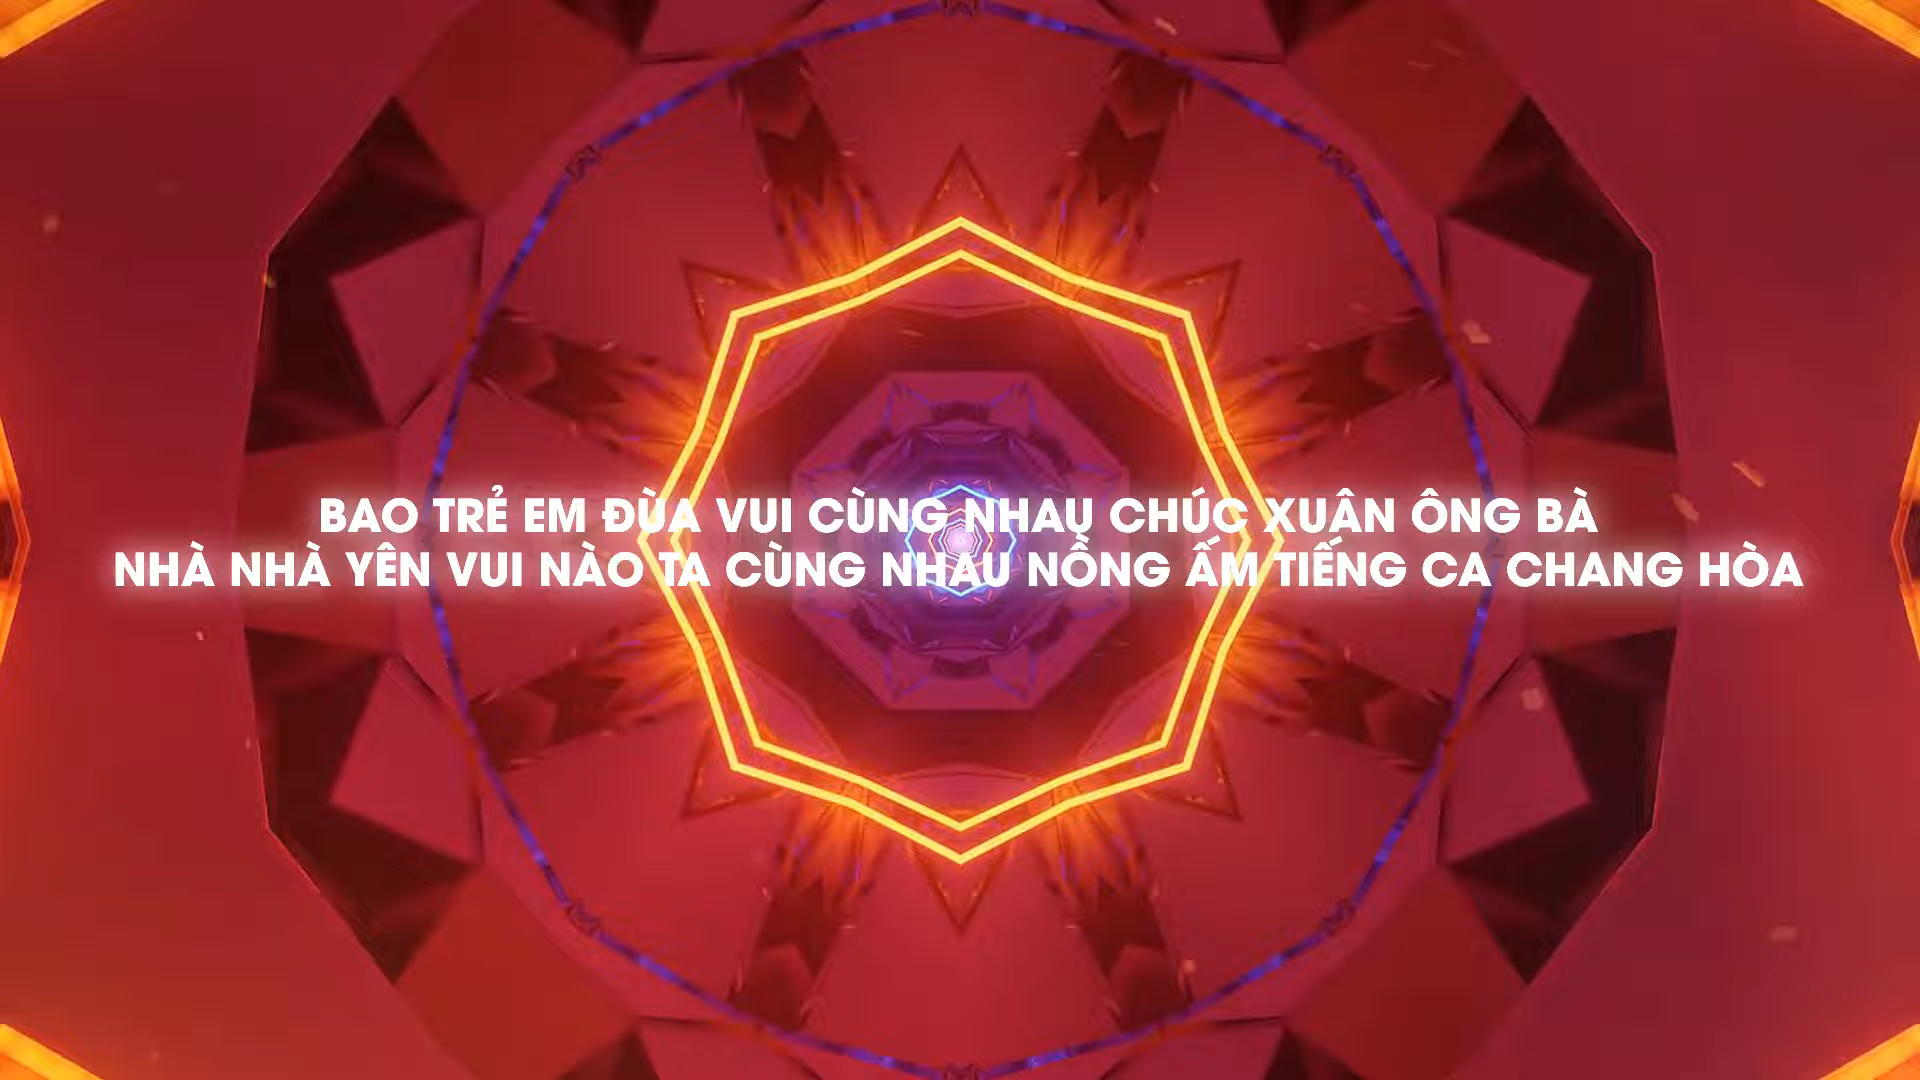 BAO TRẺ EM ĐÙA VUI CÙNG NHAU CHÚC XUÂN ÔNG BÀ
NHÀ NHÀ YÊN VUI NÀO TA CÙNG NHAU NỒNG ẤM TIẾNG CA CHANG HÒA